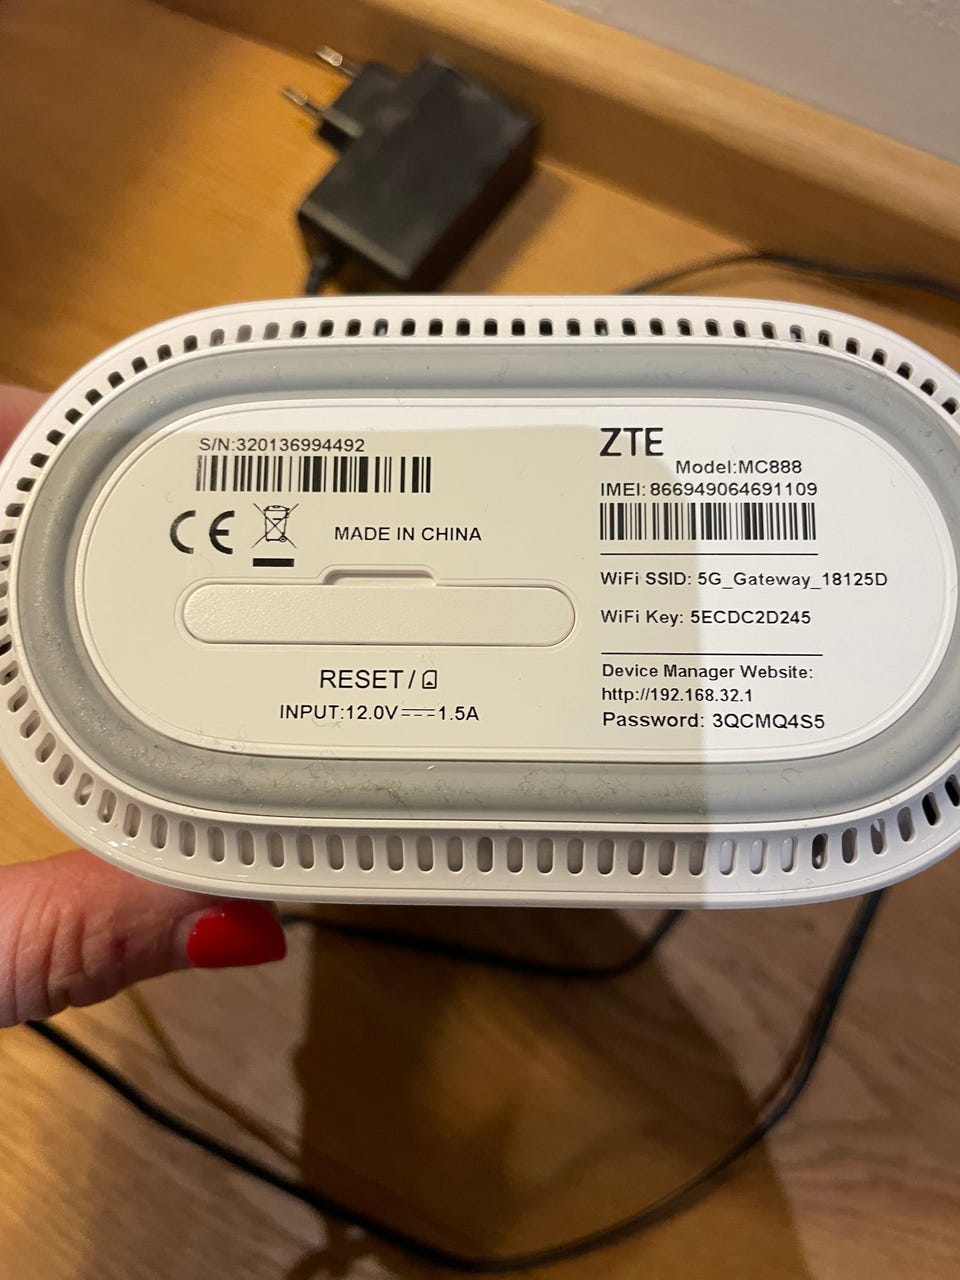 S/N:320136994492
CE
MADE IN CHINA
RESET /
INPUT:12.0V⎓1.5A
ZTE
Model:MC888
IMEI: 866949064691109
WiFi SSID: 5G_Gateway_18125D
WiFi Key: 5ECDC2D245
Device Manager Website:
http://192.168.32.1
Password: 3QCMQ4S5